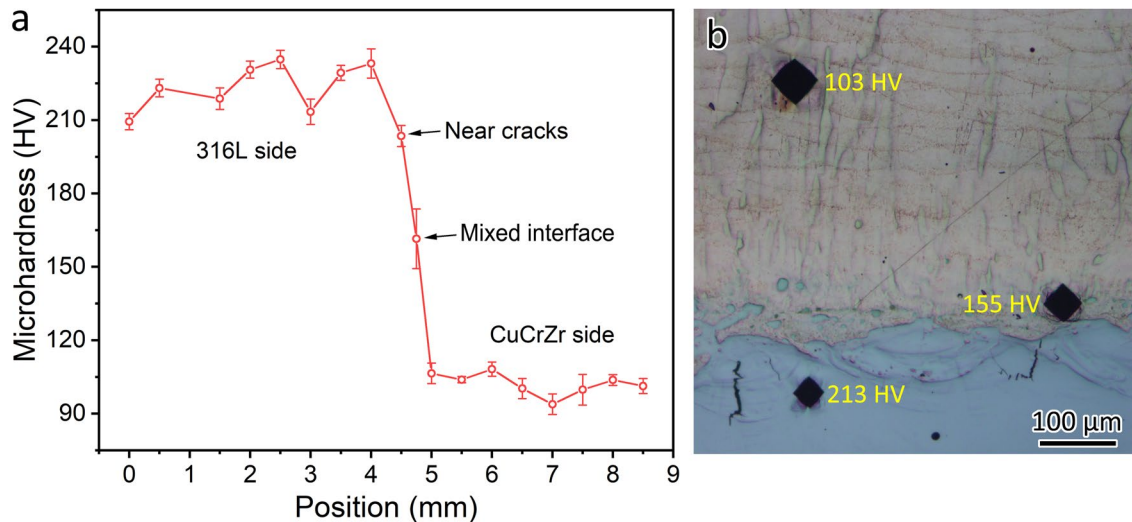 a
Microhardness (HV)
240
210
180
150
120
90
316L side
Near cracks
Mixed interface
CuCrZr side
0 1 2 3 4 5 6 7 8 9
Position (mm)
b
103 HV
155 HV
213 HV
100 μm